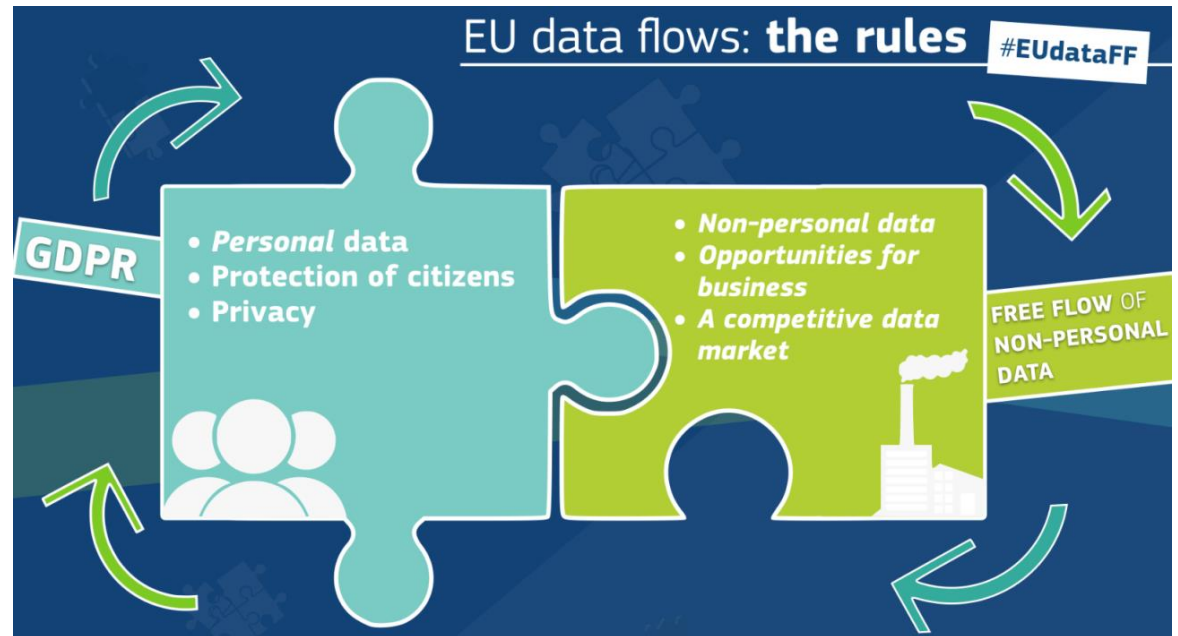 EU data flows: the rules
#EUdataFF
GDPR
• Personal data
• Protection of citizens
• Privacy
• Non-personal data
• Opportunities for
business
• A competitive data
market
FREE FLOW OF
NON-PERSONAL
DATA